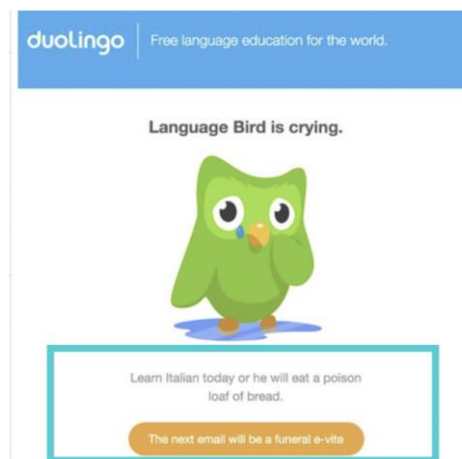 duolingo
Free language education for the world.
Language Bird is crying.
Learn Italian today or he will eat a poison
loaf of bread.
The next email will be a funeral e-vite